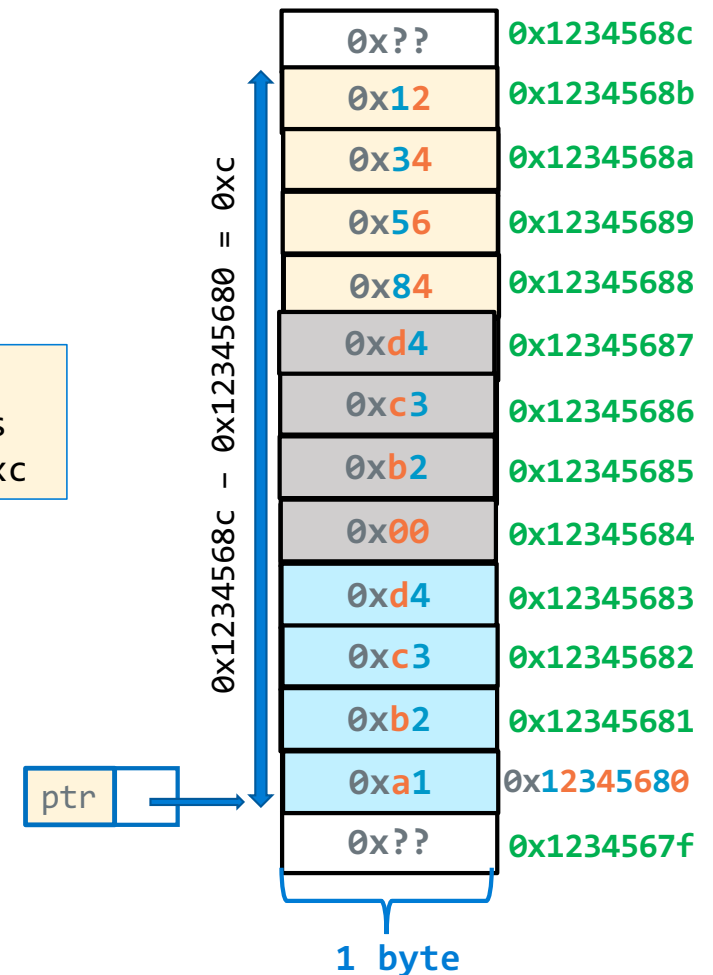 0x?? 0x1234568c
0x12 0x1234568b
0x34 0x1234568a
0x56 0x12345689
0x84 0x12345688
0xd4 0x12345687
0xc3 0x12345686
0xb2 0x12345685
0x00 0x12345684
0xd4 0x12345683
0xc3 0x12345682
0xb2 0x12345681
0xa1 0x12345680
0x?? 0x1234567f
0x1234568c - 0x12345680 = 0xc
s
xc
ptr
1 byte